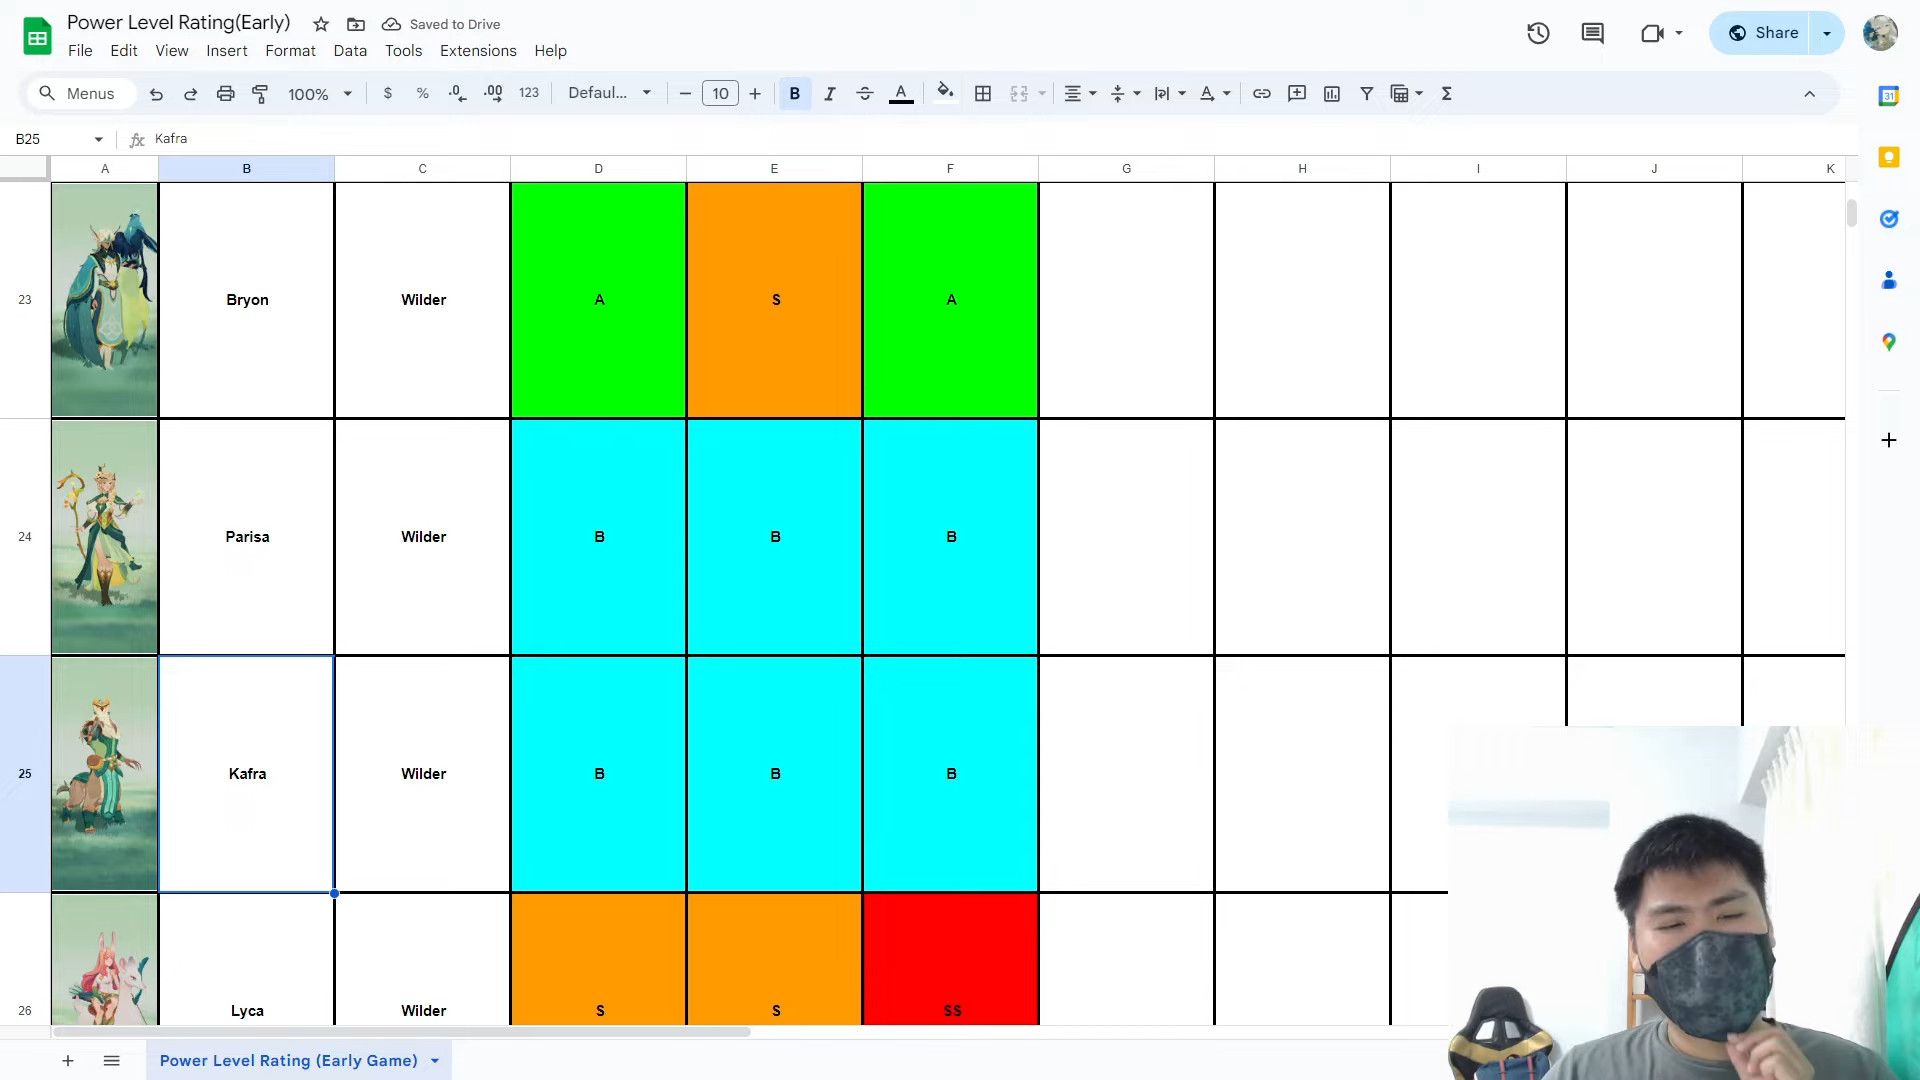 Power Level Rating(Early)
Saved to Drive
File Edit View Insert Format Data Tools Extensions Help
Share
Menus 100% $ % .0 .00 123 Defaul... 10 B I S A Σ
31
B25 fx Kafra
A B C D E F G H I J K
23 Bryon Wilder A S A
24 Parisa Wilder B B B
25 Kafra Wilder B B B
26 Lyca Wilder S S SS
Power Level Rating (Early Game)